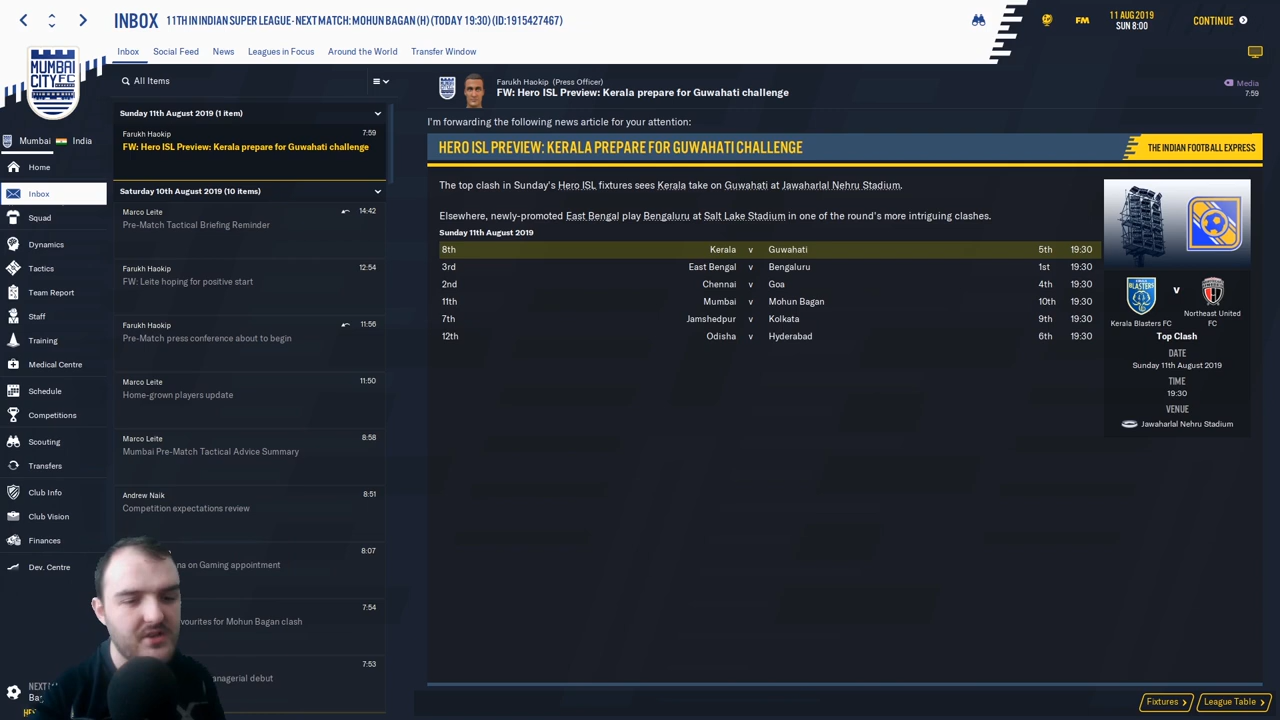 INBOX
11TH IN INDIAN SUPER LEAGUE - NEXT MATCH: MOHUN BAGAN (H) (TODAY 19:30) (ID:1915427467)
FM
11 AUG 2019
SUN 8:00
CONTINUE
Inbox
Social Feed
News
Leagues in Focus
Around the World
Transfer Window
MUMBAI
CITY FC
Mumbai
India
Home
Inbox
Squad
Dynamics
Tactics
Team Report
Staff
Training
Medical Centre
Schedule
Competitions
Scouting
Transfers
Club Info
Club Vision
Finances
Dev. Centre
All Items
Sunday 11th August 2019 (1 item)
Farukh Haokip 7:59
FW: Hero ISL Preview: Kerala prepare for Guwahati challenge
Saturday 10th August 2019 (10 items)
Marco Leite 14:42
Pre-Match Tactical Briefing Reminder
Farukh Haokip 12:54
FW: Leite hoping for positive start
Farukh Haokip 11:56
Pre-Match press conference about to begin
Marco Leite 11:50
Home-grown players update
Marco Leite 8:58
Mumbai Pre-Match Tactical Advice Summary
Andrew Naik 8:51
Competition expectations review
8:07
na on Gaming appointment
7:54
vourites for Mohun Bagan clash
7:53
anagerial debut
Farukh Haokip (Press Officer)
FW: Hero ISL Preview: Kerala prepare for Guwahati challenge
Media
7:59
I'm forwarding the following news article for your attention:
HERO ISL PREVIEW: KERALA PREPARE FOR GUWAHATI CHALLENGE
THE INDIAN FOOTBALL EXPRESS
The top clash in Sunday's Hero ISL fixtures sees Kerala take on Guwahati at Jawaharlal Nehru Stadium.
Elsewhere, newly-promoted East Bengal play Bengaluru at Salt Lake Stadium in one of the round's more intriguing clashes.
Sunday 11th August 2019
8th Kerala v Guwahati 5th 19:30
3rd East Bengal v Bengaluru 1st 19:30
2nd Chennai v Goa 4th 19:30
11th Mumbai v Mohun Bagan 10th 19:30
7th Jamshedpur v Kolkata 9th 19:30
12th Odisha v Hyderabad 6th 19:30
v
Kerala Blasters FC
Northeast United
FC
Top Clash
DATE
Sunday 11th August 2019
TIME
19:30
VENUE
Jawaharlal Nehru Stadium
Fixtures
League Table